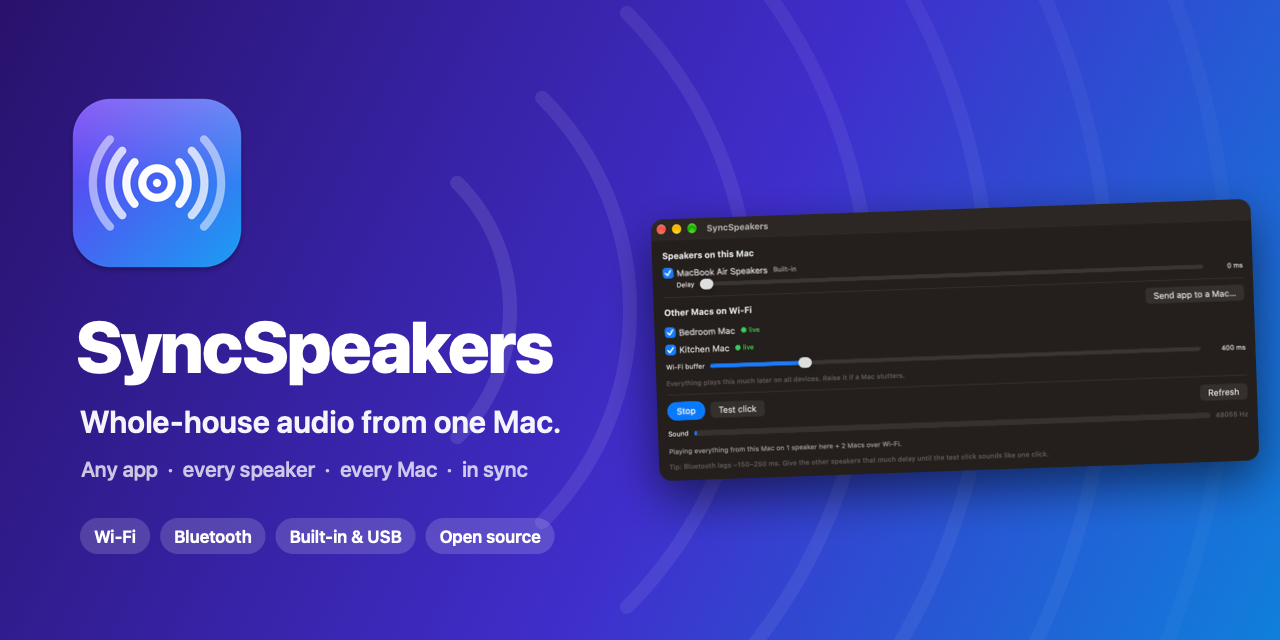 SyncSpeakers
Whole-house audio from one Mac.
Any app · every speaker · every Mac · in sync
Wi-Fi
Bluetooth
Built-in & USB
Open source
SyncSpeakers
Speakers on this Mac
MacBook Air Speakers Built-in
Delay 0 ms
Other Macs on Wi-Fi
Send app to a Mac...
Bedroom Mac live
Kitchen Mac live
Wi-Fi buffer 400 ms
Everything plays this much later on all devices. Raise it if a Mac stutters.
Stop Test click Refresh
Sound 48055 Hz
Playing everything from this Mac on 1 speaker here + 2 Macs over Wi-Fi.
Tip: Bluetooth lags ~150–250 ms. Give the other speakers that much delay until the test click sounds like one click.